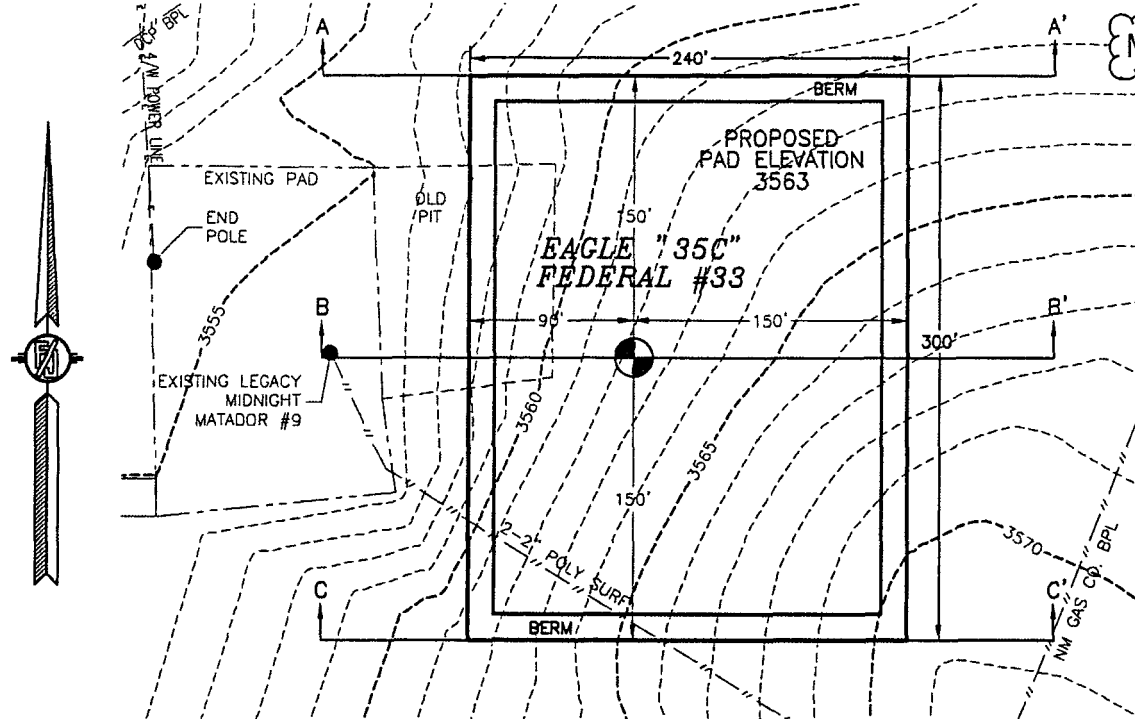 A
A'
240'
BERM
BPL
4/W POWER LINE
PROPOSED
PAD ELEVATION
3563
EXISTING PAD
OLD
PIT
END
POLE
150'
EAGLE "35C"
FEDERAL #33
3555
B
B'
90'
150'
300'
EXISTING LEGACY
MIDNIGHT
MATADOR #9
3560
3565
150'
2-2" POLY SURF
3570
NM GAS CO. BPL
C
C'
BERM